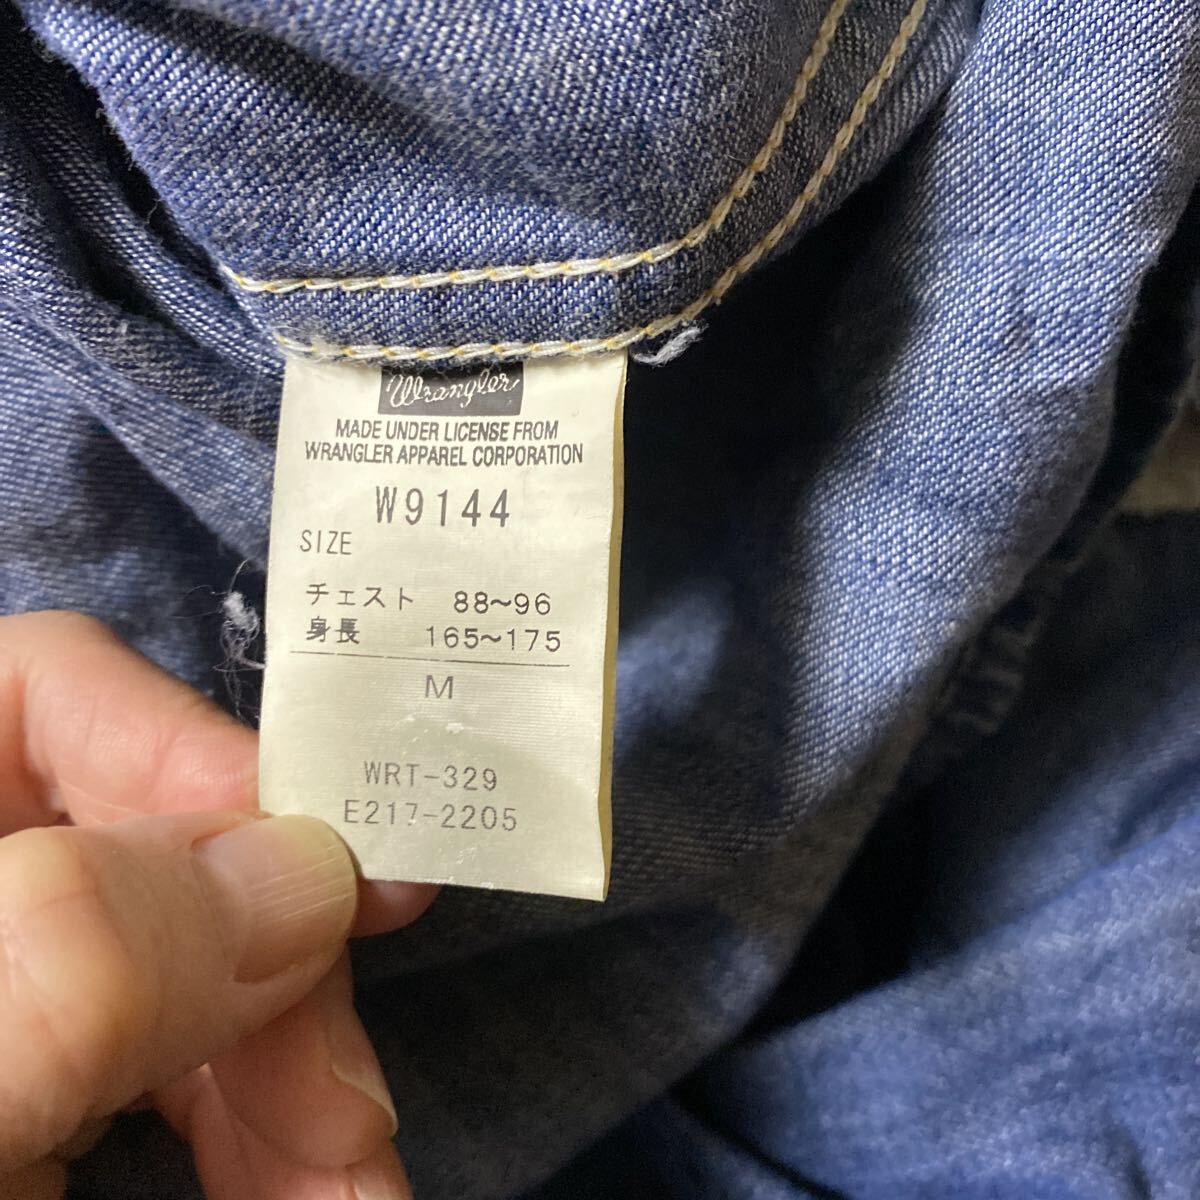 Wrangler
MADE UNDER LICENSE FROM
WRANGLER APPAREL CORPORATION
W9144
SIZE
チェスト 88~96
身長 165~175
M
WRT-329
E217-2205